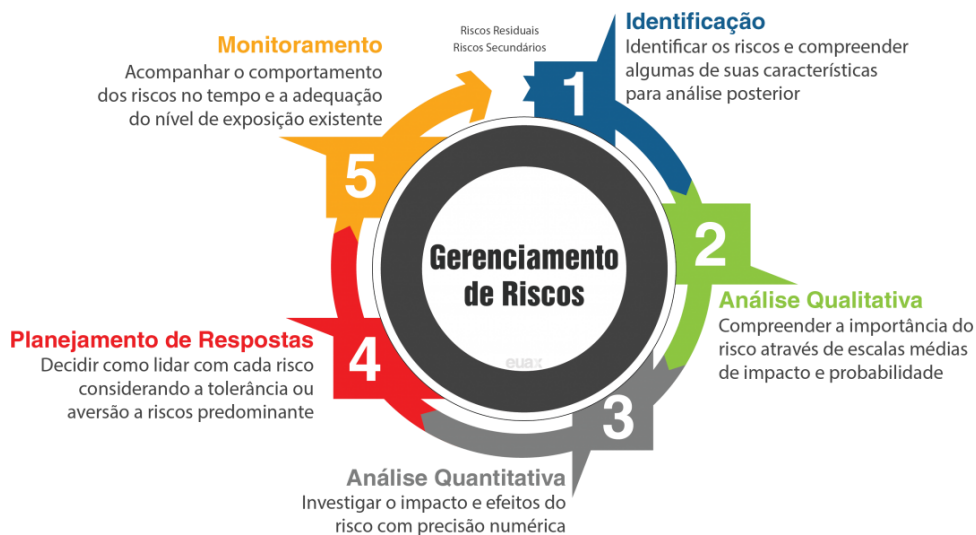 Riscos Residuais
Riscos Secundários
1
Identificação
Identificar os riscos e compreender
algumas de suas características
para análise posterior
2
Análise Qualitativa
Compreender a importância do
risco através de escalas médias
de impacto e probabilidade
3
Análise Quantitativa
Investigar o impacto e efeitos do
risco com precisão numérica
4
Planejamento de Respostas
Decidir como lidar com cada risco
considerando a tolerância ou
aversão a riscos predominante
5
Monitoramento
Acompanhar o comportamento
dos riscos no tempo e a adequação
do nível de exposição existente
Gerenciamento
de Riscos
euax